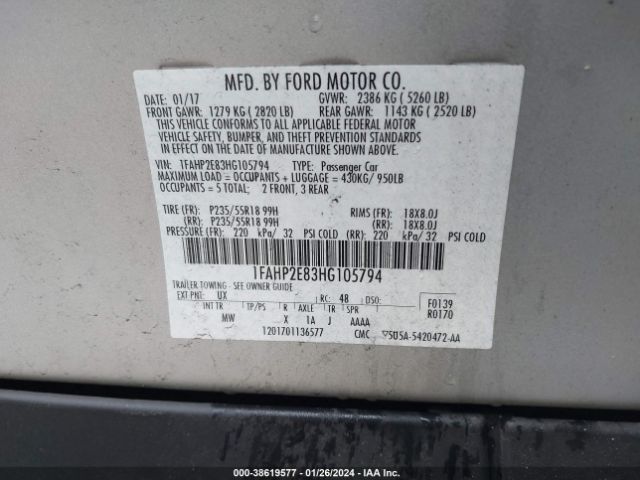 MFD. BY FORD MOTOR CO.
DATE: 01/17 GVWR: 2386 KG ( 5260 LB)
FRONT GAWR: 1279 KG ( 2820 LB) REAR GAWR: 1143 KG ( 2520 LB)
THIS VEHICLE CONFORMS TO ALL APPLICABLE FEDERAL MOTOR
VEHICLE SAFETY, BUMPER, AND THEFT PREVENTION STANDARDS
IN EFFECT ON THE DATE OF MANUFACTURE SHOWN ABOVE.
VIN: 1FAHP2E83HG105794 TYPE: Passenger Car
MAXIMUM LOAD = OCCUPANTS + LUGGAGE = 430KG/ 950LB
OCCUPANTS = 5 TOTAL; 2 FRONT, 3 REAR
TIRE (FR): P235/55R18 99H RIMS (FR): 18X8.0J
(RR): P235/55R18 99H (RR): 18X8.0J
PRESSURE (FR): 220 kPa/ 32 PSI COLD (RR): 220 kPa/ 32 PSI COLD
1FAHP2E83HG105794
TRAILER TOWING - SEE OWNER GUIDE
EXT PNT: UX RC: 48 DSO: F0139
INT TR TP/PS R AXLE TR SPR R0170
MW X 1A J AAAA
1201701136577 CMC 5U5A-5420472-AA
000-38619577 - 01/26/2024 - IAAI.com